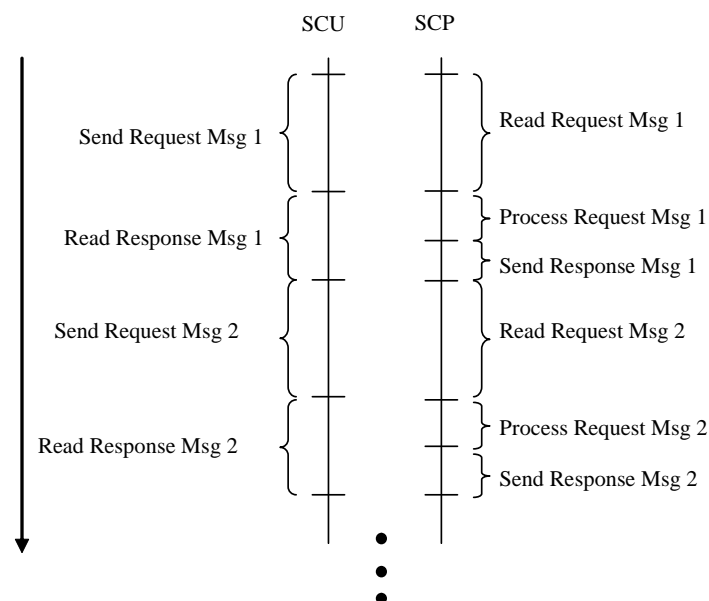 SCU
SCP
Send Request Msg 1
Read Request Msg 1
Read Response Msg 1
Process Request Msg 1
Send Response Msg 1
Send Request Msg 2
Read Request Msg 2
Read Response Msg 2
Process Request Msg 2
Send Response Msg 2